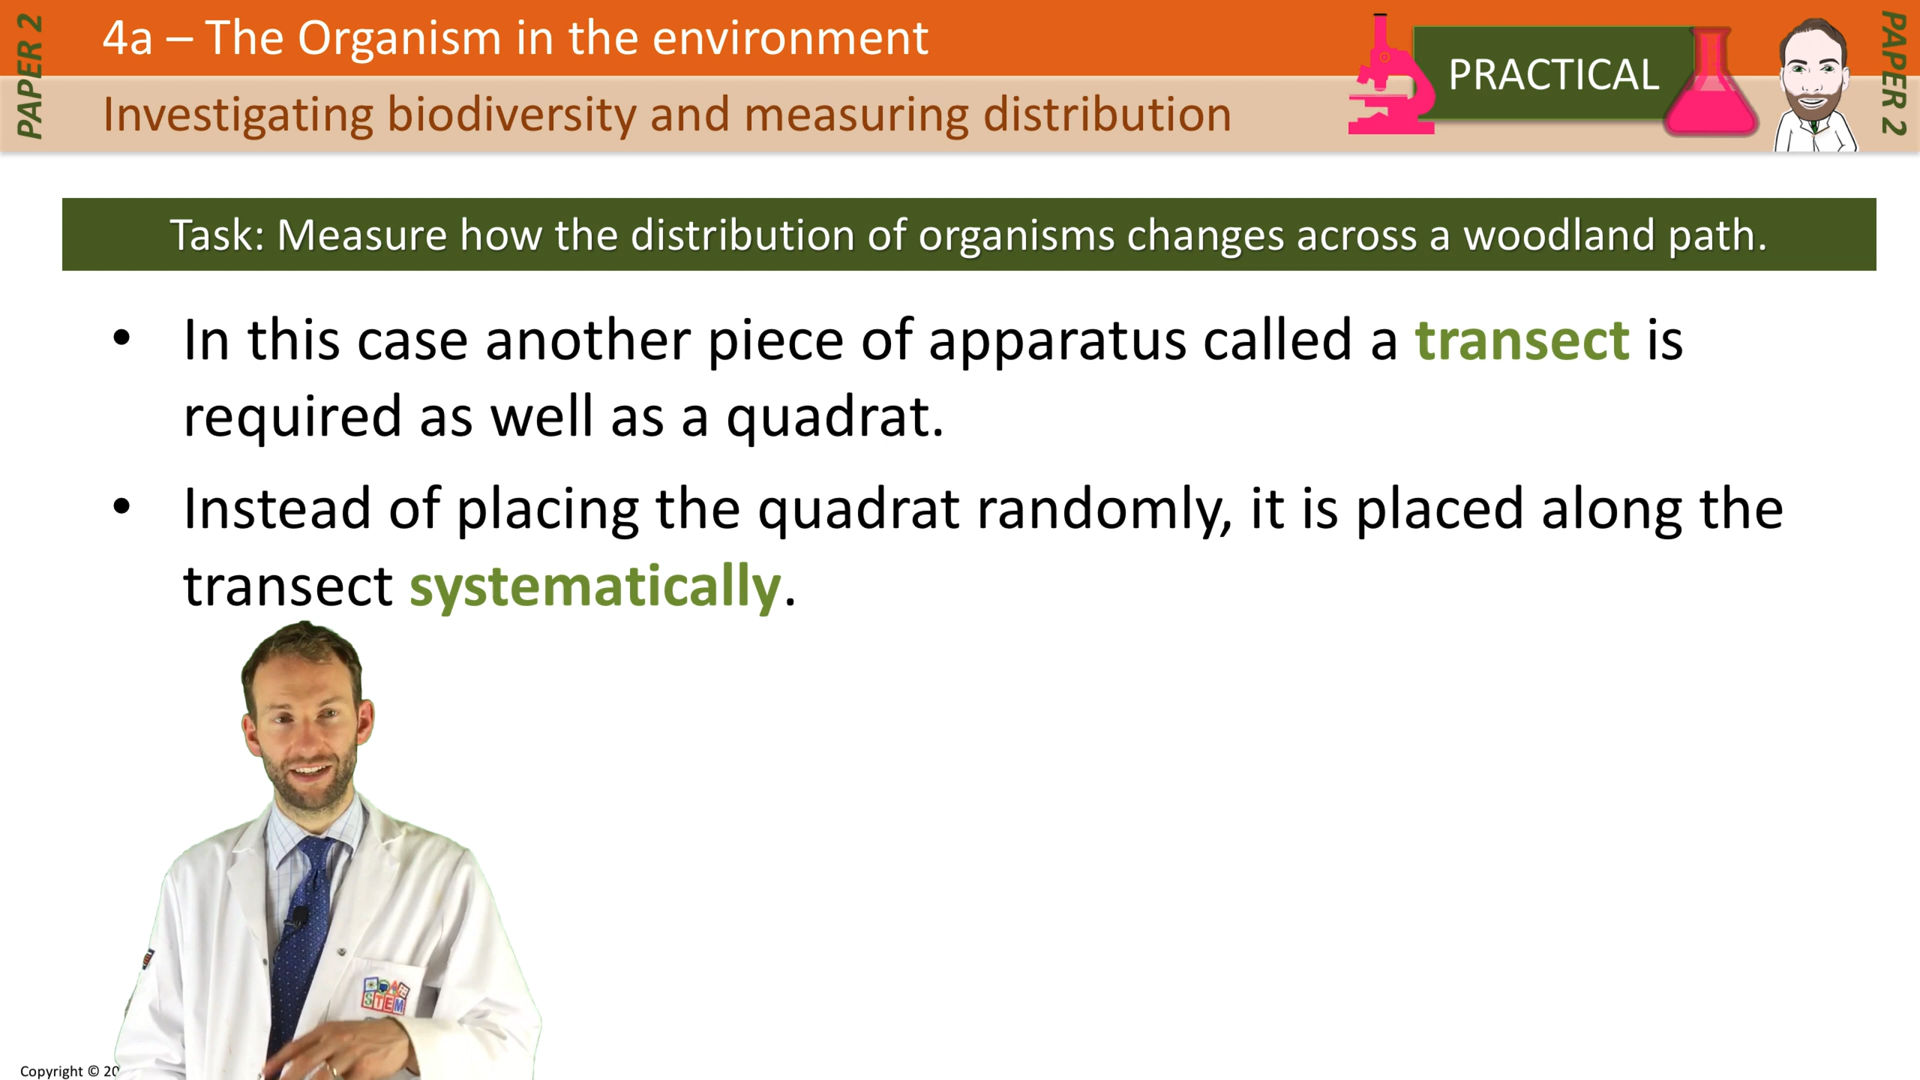 PAPER 2
4a – The Organism in the environment
Investigating biodiversity and measuring distribution
PRACTICAL
PAPER 2
Task: Measure how the distribution of organisms changes across a woodland path.
• In this case another piece of apparatus called a transect is
required as well as a quadrat.
• Instead of placing the quadrat randomly, it is placed along the
transect systematically.
STEM
Copyright © 20